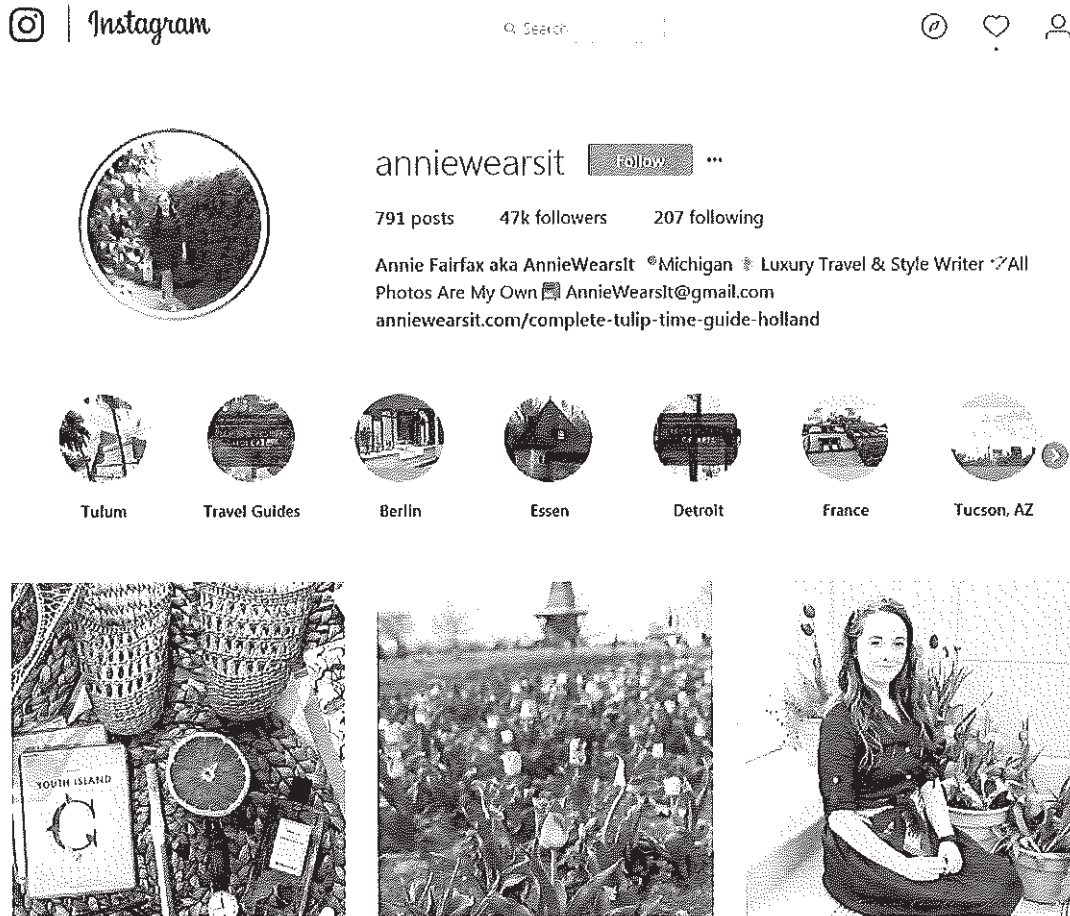 Instagram
Search
anniewearsit Follow
791 posts 47k followers 207 following
Annie Fairfax aka AnnieWearsIt Michigan Luxury Travel & Style Writer All
Photos Are My Own AnnieWearsIt@gmail.com
anniewearsit.com/complete-tulip-time-guide-holland
Tulum Travel Guides Berlin Essen Detroit France Tucson, AZ
YOUTH ISLAND
C